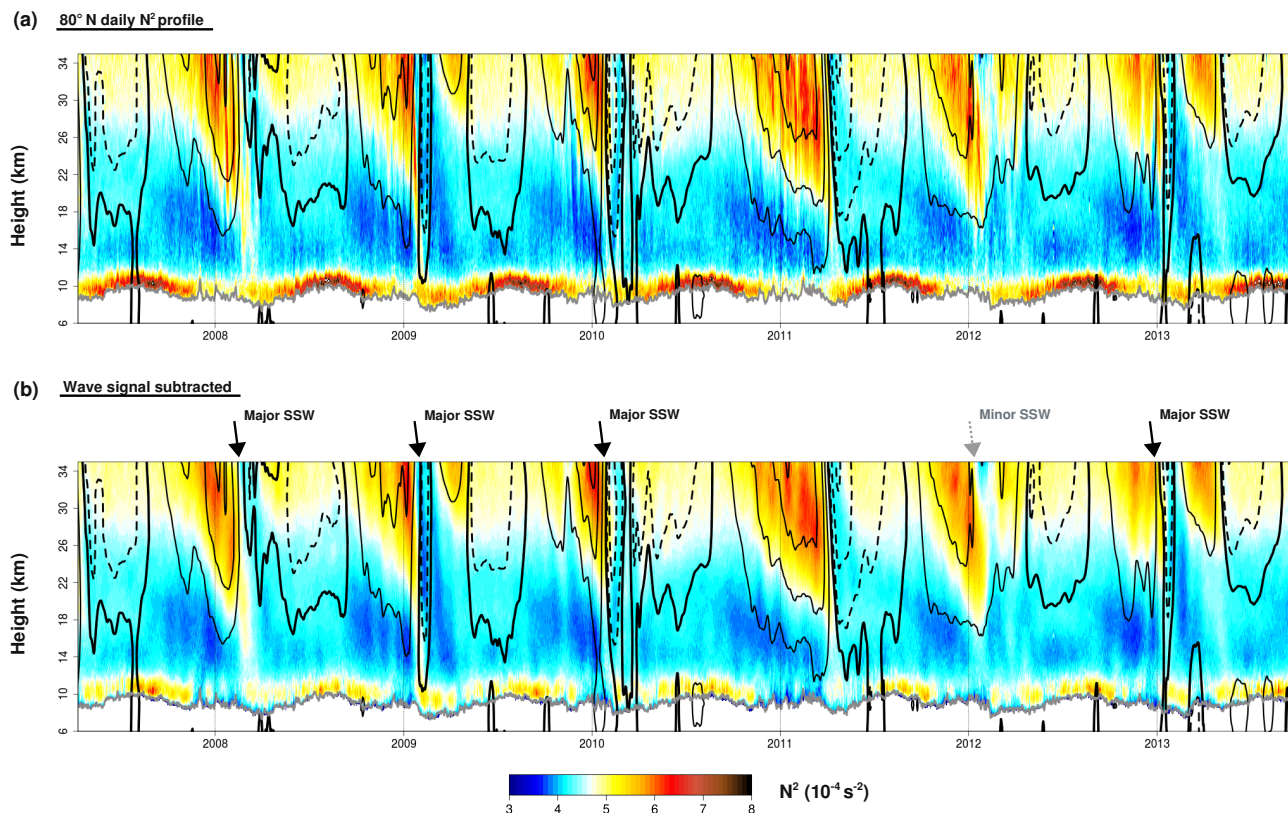 (a) 80° N daily N² profile
34
30
26
22
18
14
10
6
Height (km)
2008 2009 2010 2011 2012 2013
(b) Wave signal subtracted
Major SSW Major SSW Major SSW Minor SSW Major SSW
34
30
26
22
18
14
10
6
Height (km)
2008 2009 2010 2011 2012 2013
3 4 5 6 7 8
N² (10⁻⁴ s⁻²)